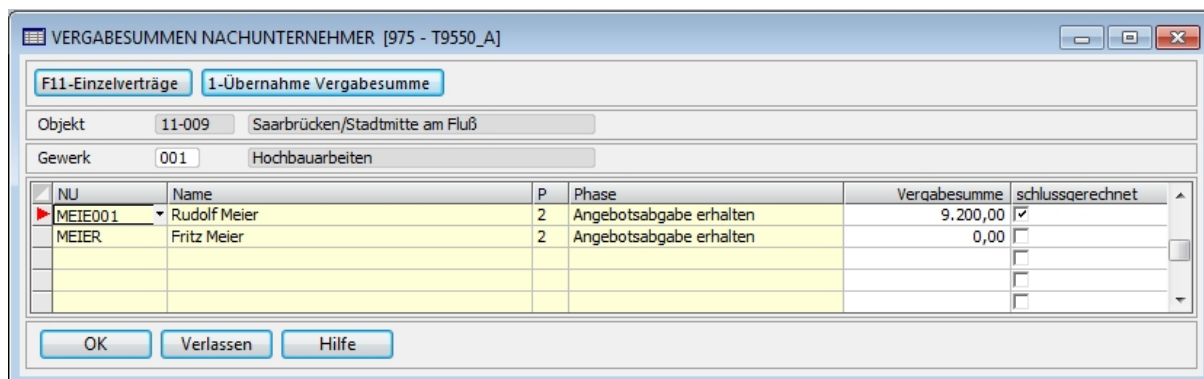 VERGABESUMMEN NACHUNTERNEHMER [975 - T9550_A]
F11-Einzelverträge 1-Übernahme Vergabesumme
Objekt 11-009 Saarbrücken/Stadtmitte am Fluß
Gewerk 001 Hochbauarbeiten
NU Name P Phase Vergabesumme schlussgerechnet
MEIE001 Rudolf Meier 2 Angebotsabgabe erhalten 9.200,00
MEIER Fritz Meier 2 Angebotsabgabe erhalten 0,00
OK Verlassen Hilfe